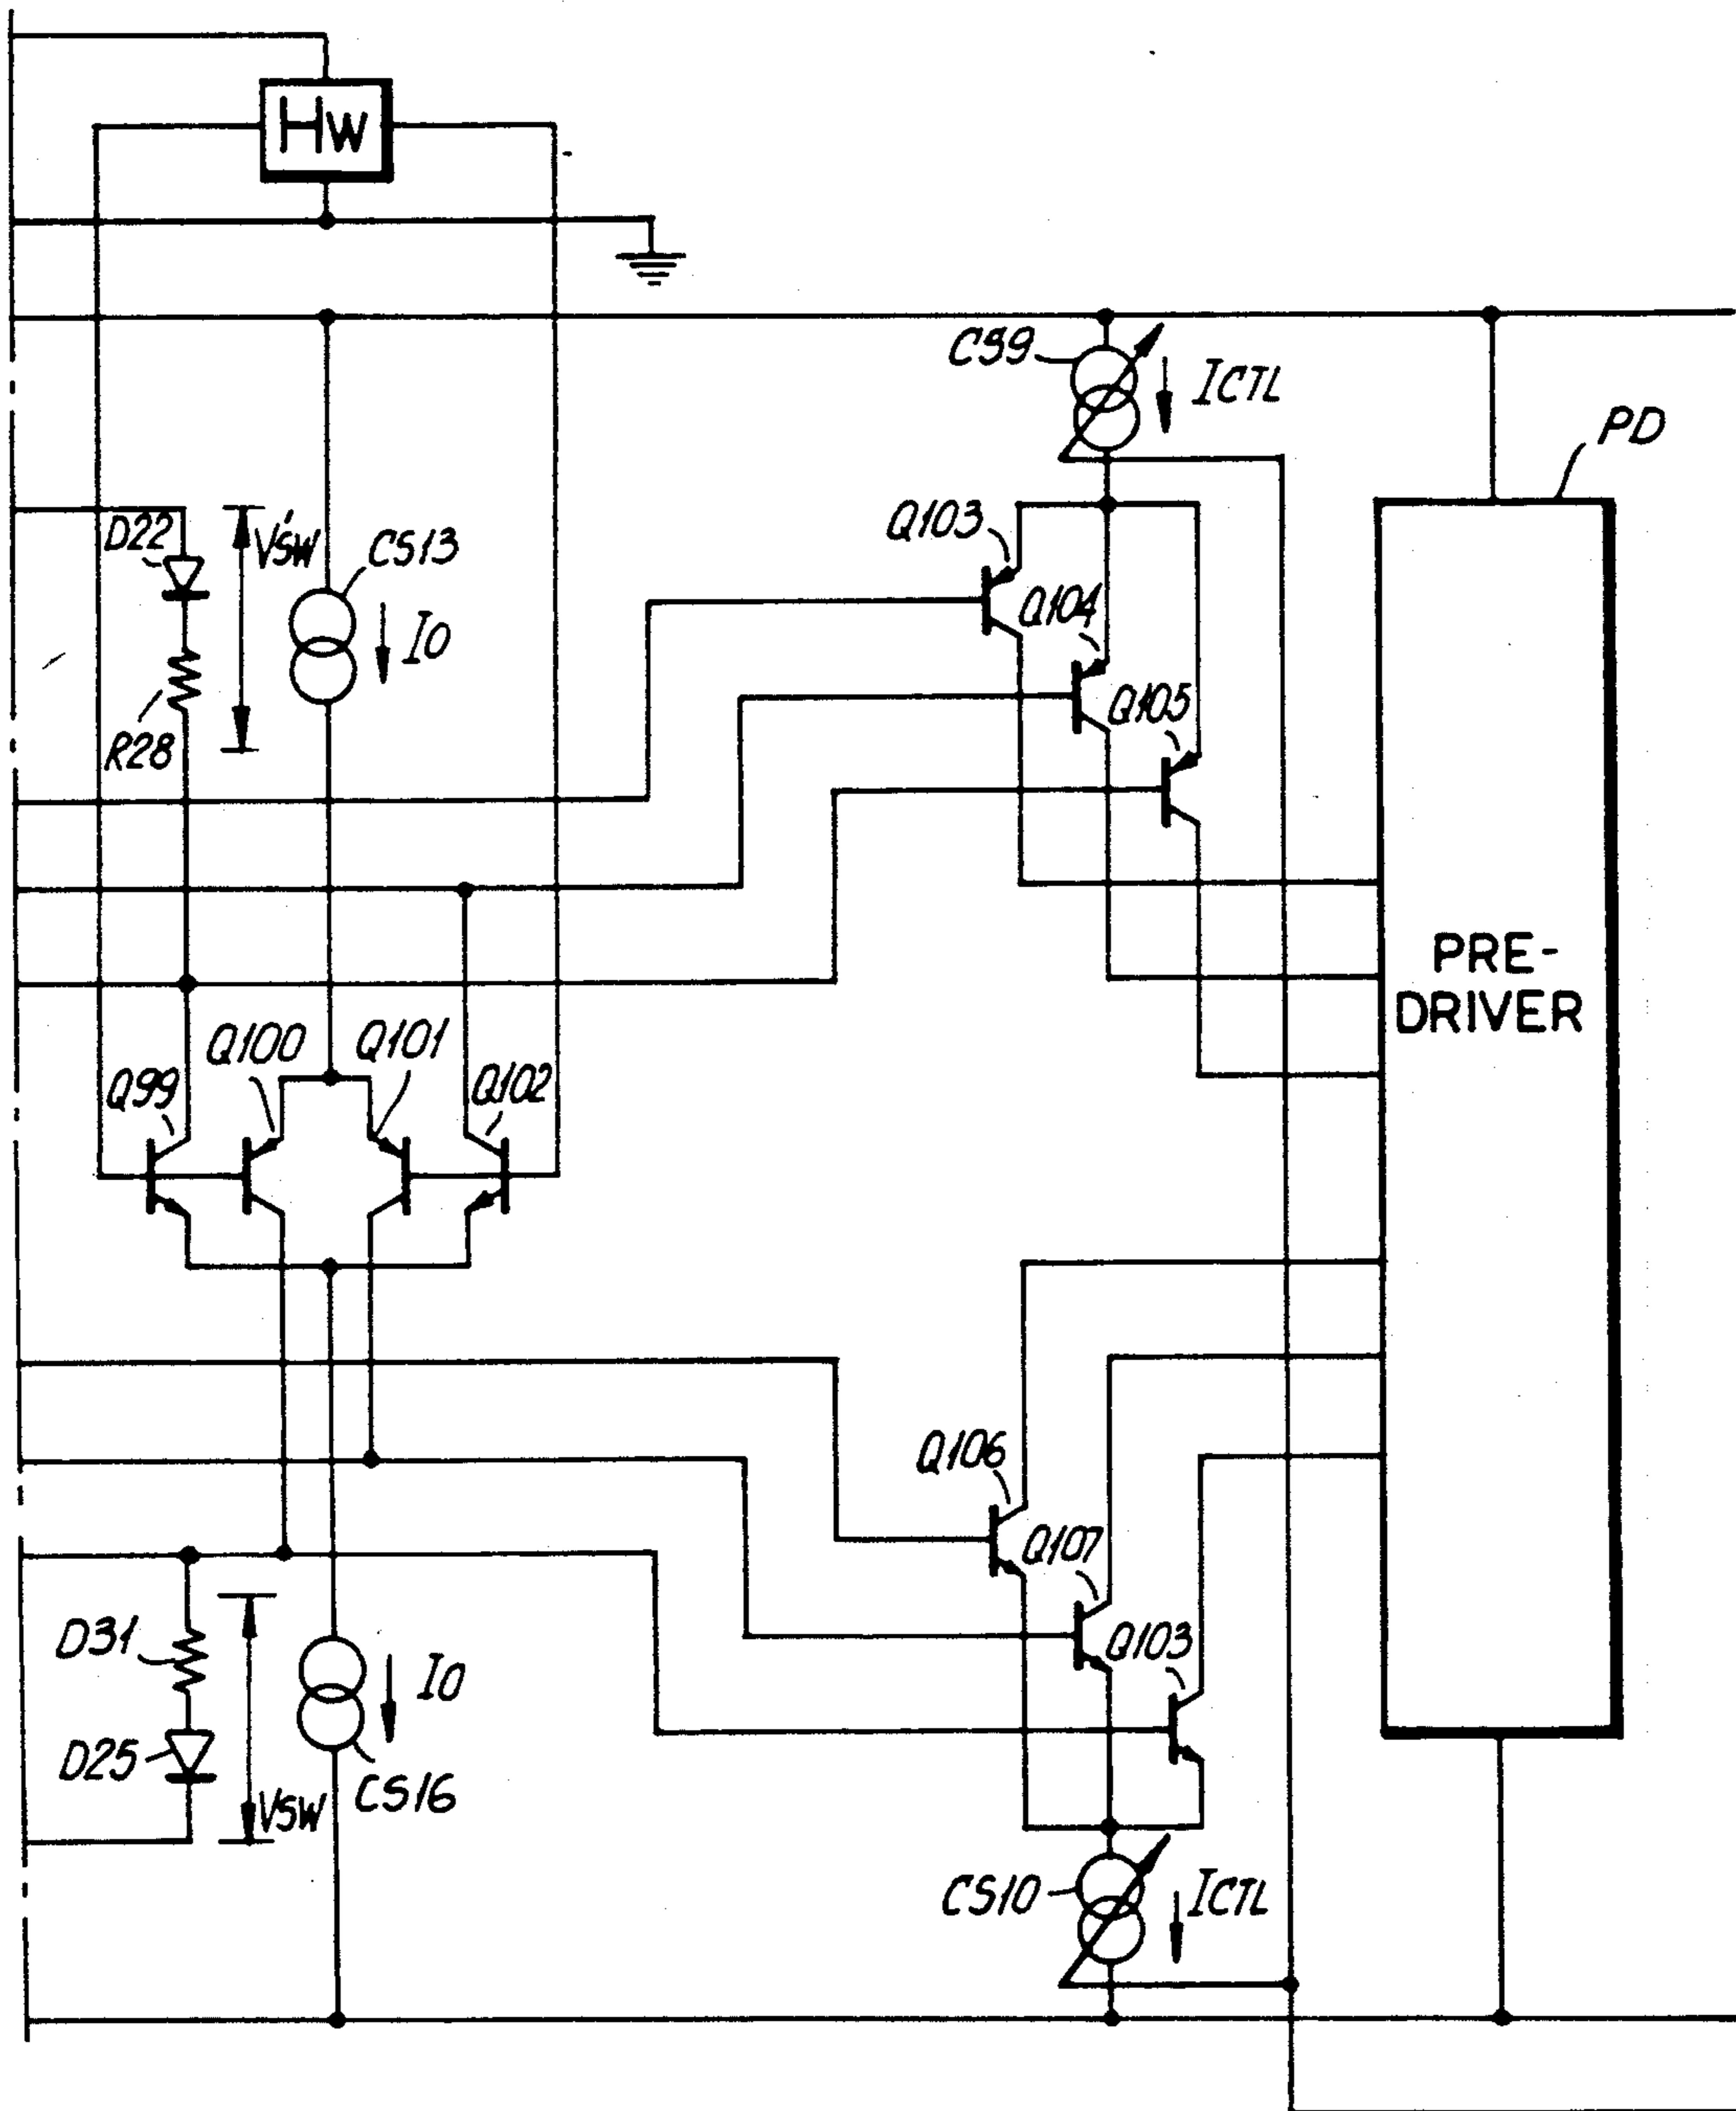 HW
CS9
ICTL
PD
D22
V'SW
CS13
Q103
IO
Q104
R28
Q105
PRE-
DRIVER
Q99
Q100
Q101
Q102
Q106
Q107
D31
IO
Q103
D25
VSW
CS16
CS10
ICTL